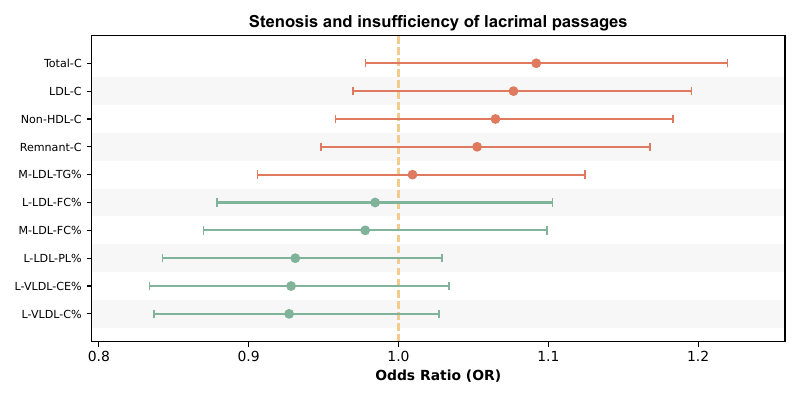 Stenosis and insufficiency of lacrimal passages
Total-C
LDL-C
Non-HDL-C
Remnant-C
M-LDL-TG%
L-LDL-FC%
M-LDL-FC%
L-LDL-PL%
L-VLDL-CE%
L-VLDL-C%
0.8 0.9 1.0 1.1 1.2
Odds Ratio (OR)